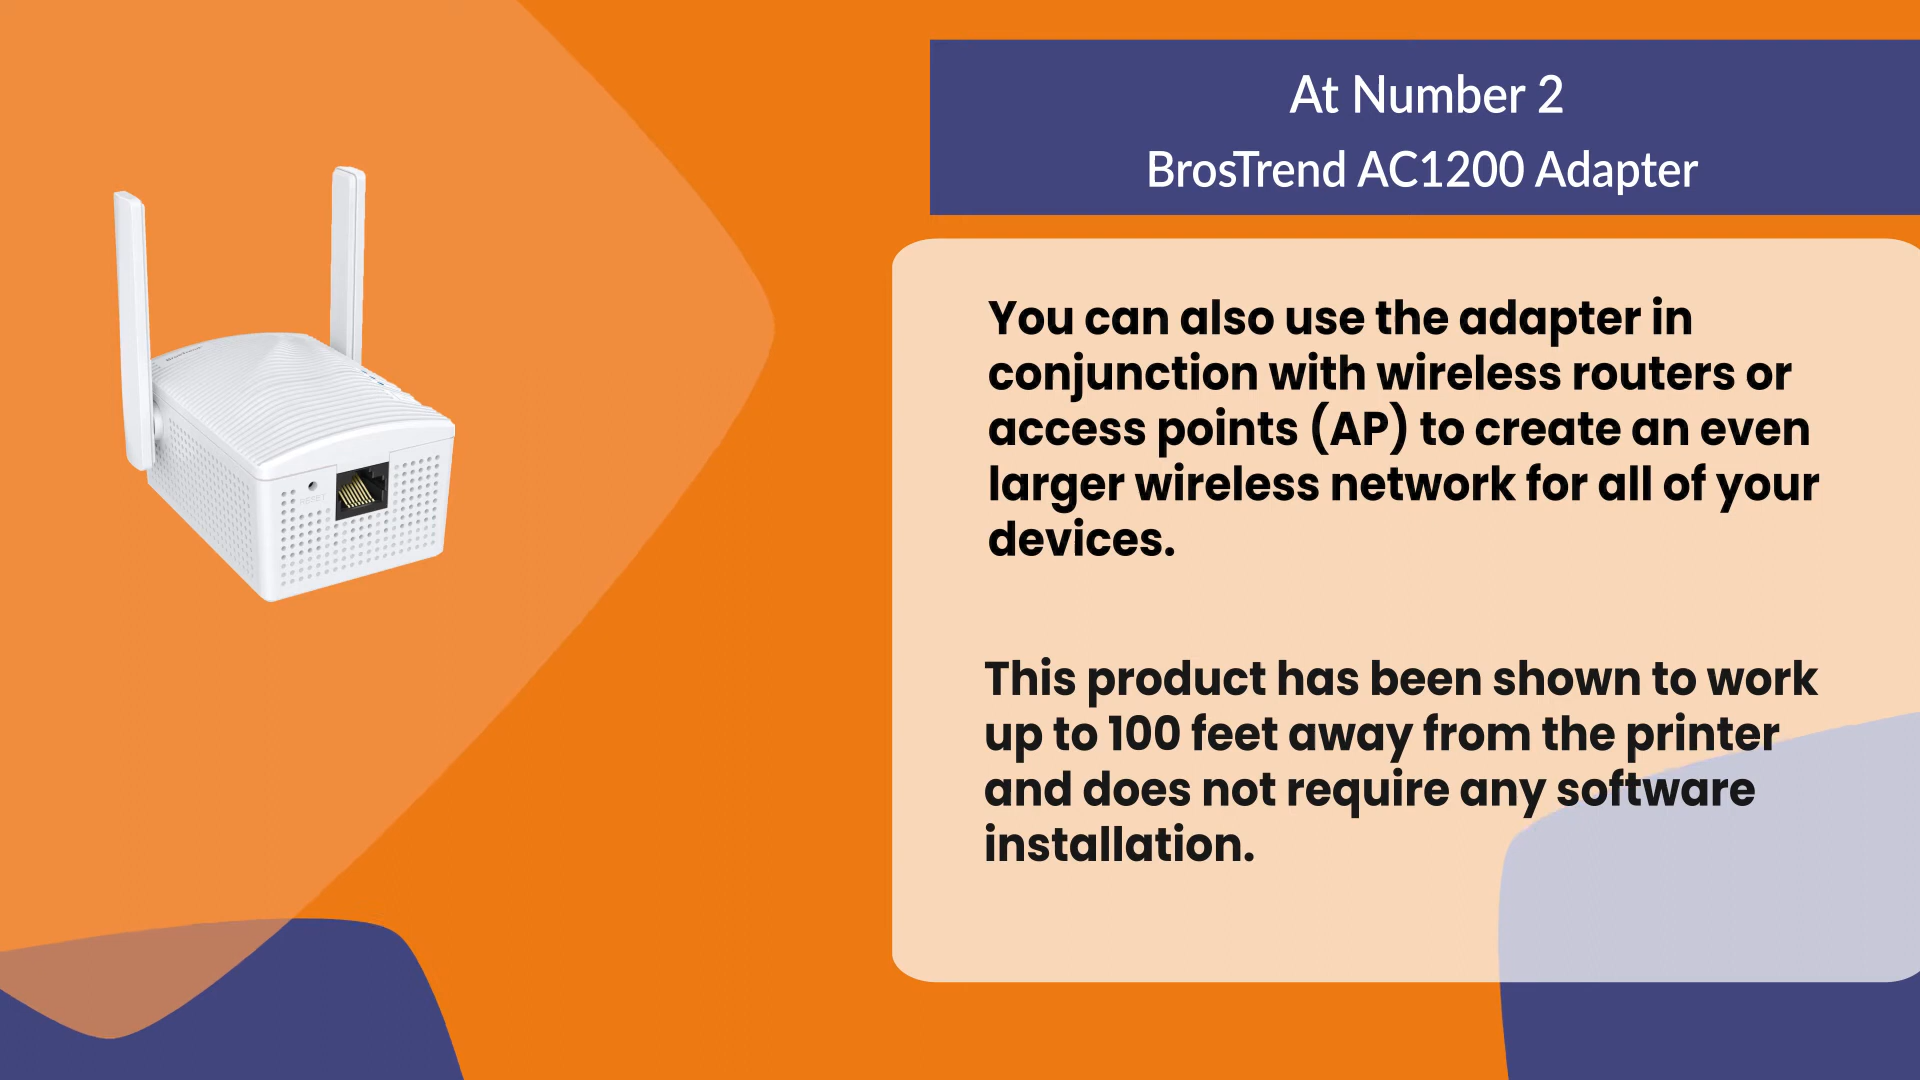 At Number 2
BrosTrend AC1200 Adapter
You can also use the adapter in
conjunction with wireless routers or
access points (AP) to create an even
larger wireless network for all of your
devices.
This product has been shown to work
up to 100 feet away from the printer
and does not require any software
installation.
RESET